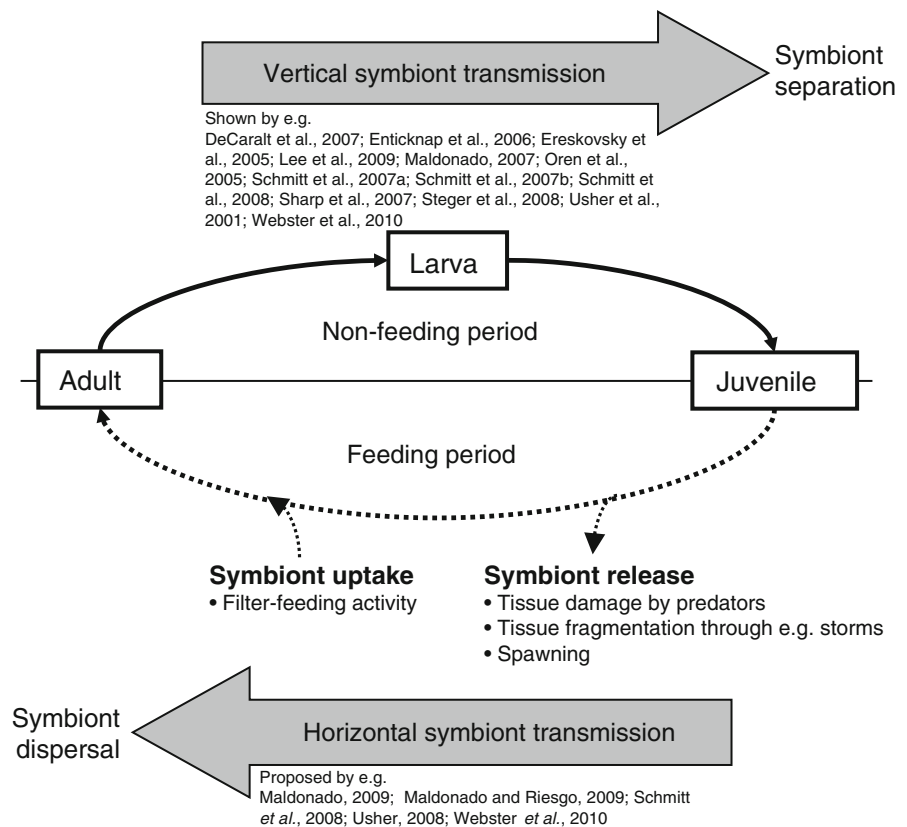 Vertical symbiont transmission
Symbiont
separation
Shown by e.g.
DeCaralt et al., 2007; Enticknap et al., 2006; Ereskovsky et
al., 2005; Lee et al., 2009; Maldonado, 2007; Oren et al.,
2005; Schmitt et al., 2007a; Schmitt et al., 2007b; Schmitt et
al., 2008; Sharp et al., 2007; Steger et al., 2008; Usher et al.,
2001; Webster et al., 2010
Larva
Non-feeding period
Adult
Juvenile
Feeding period
Symbiont uptake
• Filter-feeding activity
Symbiont release
• Tissue damage by predators
• Tissue fragmentation through e.g. storms
• Spawning
Symbiont
dispersal
Horizontal symbiont transmission
Proposed by e.g.
Maldonado, 2009; Maldonado and Riesgo, 2009; Schmitt
et al., 2008; Usher, 2008; Webster et al., 2010